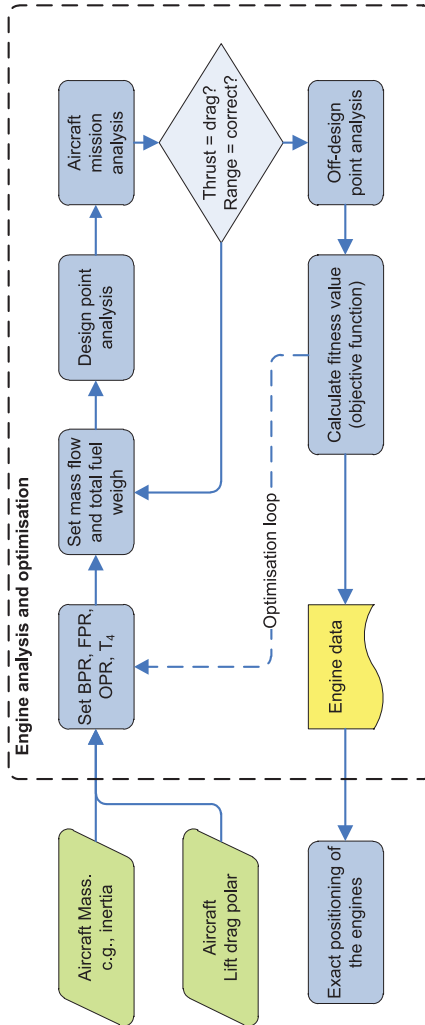 Engine analysis and optimisation
Aircraft Mass.
c.g., inertia
Aircraft
Lift drag polar
Set BPR, FPR,
OPR, T4
Set mass flow
and total fuel
weigh
Design point
analysis
Aircraft
mission
analysis
Thrust = drag?
Range = correct?
Off-design
point analysis
Calculate fitness value
(objective function)
Optimisation loop
Engine data
Exact positioning of
the engines